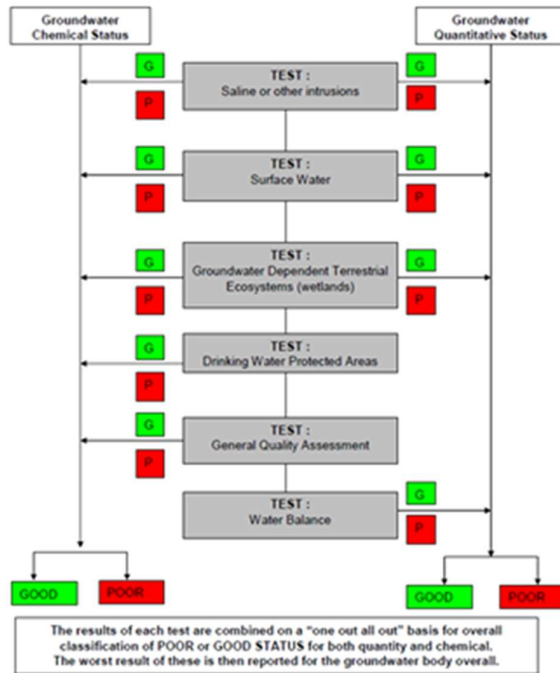 Groundwater
Chemical Status
Groundwater
Quantitative Status
G
P
TEST :
Saline or other intrusions
G
P
G
P
TEST :
Surface Water
G
P
G
P
TEST :
Groundwater Dependent Terrestrial
Ecosystems (wetlands)
G
P
G
P
TEST :
Drinking Water Protected Areas
G
P
TEST :
General Quality Assessment
TEST :
Water Balance
G
P
GOOD
POOR
GOOD
POOR
The results of each test are combined on a "one out all out" basis for overall
classification of POOR or GOOD STATUS for both quantity and chemical.
The worst result of these is then reported for the groundwater body overall.